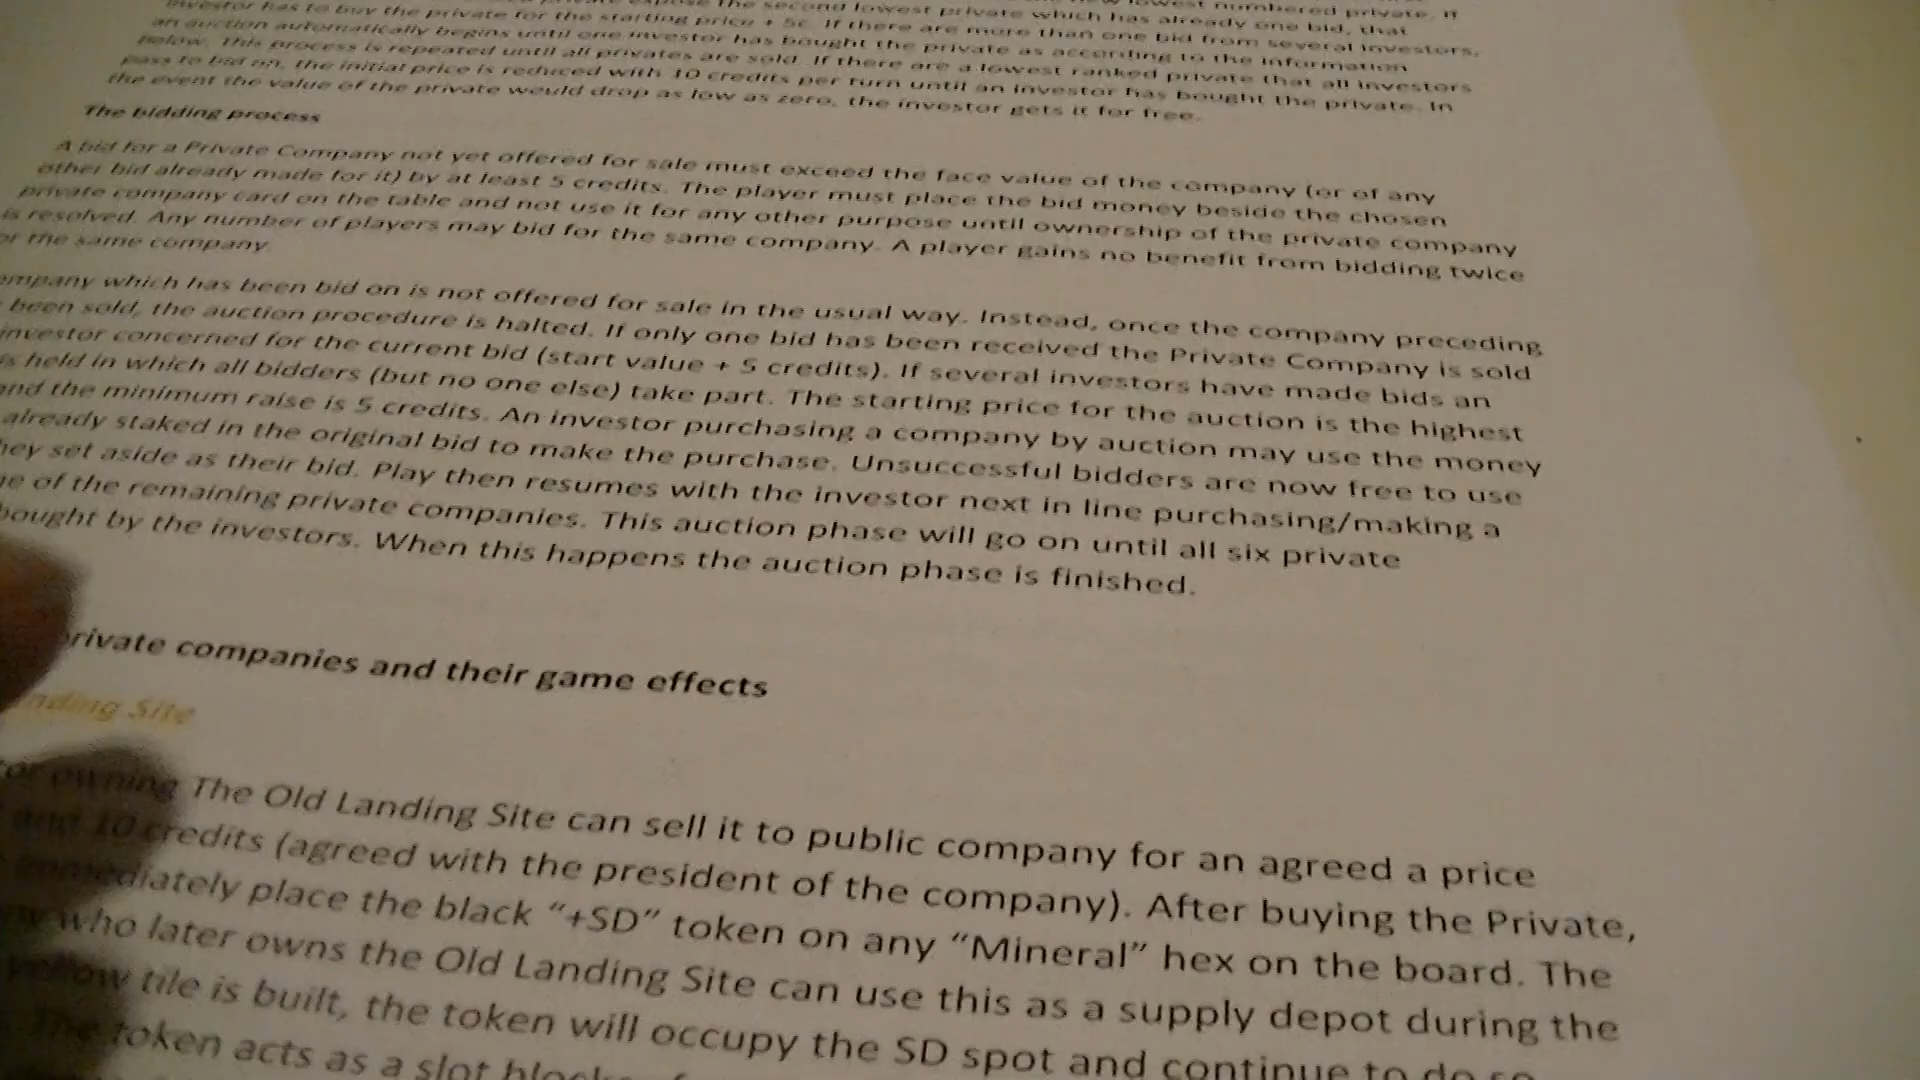 investor has to buy the private for the starting price + 5c. If there are more than one bid, that
an auction automatically begins until one investor has bought the private as according to the information
below. This process is repeated until all privates are sold. If there are a lowest ranked private that all investors
pass to bid on, the initial price is reduced with 10 credits per turn until an investor has bought the private. In
the event the value of the private would drop as low as zero, the investor gets it for free.
The bidding process
A bid for a Private Company not yet offered for sale must exceed the face value of the company (or of any
other bid already made for it) by at least 5 credits. The player must place the bid money beside the chosen
private company card on the table and not use it for any other purpose until ownership of the private company
is resolved. Any number of players may bid for the same company. A player gains no benefit from bidding twice
or the same company.
ompany which has been bid on is not offered for sale in the usual way. Instead, once the company preceding
been sold, the auction procedure is halted. If only one bid has been received the Private Company is sold
investor concerned for the current bid (start value + 5 credits). If several investors have made bids an
is held in which all bidders (but no one else) take part. The starting price for the auction is the highest
and the minimum raise is 5 credits. An investor purchasing a company by auction may use the money
already staked in the original bid to make the purchase. Unsuccessful bidders are now free to use
hey set aside as their bid. Play then resumes with the investor next in line purchasing/making a
ne of the remaining private companies. This auction phase will go on until all six private
bought by the investors. When this happens the auction phase is finished.
rivate companies and their game effects
nding Site
owning The Old Landing Site can sell it to public company for an agreed a price
and 10 credits (agreed with the president of the company). After buying the Private,
immediately place the black “+SD” token on any “Mineral” hex on the board. The
who later owns the Old Landing Site can use this as a supply depot during the
yellow tile is built, the token will occupy the SD spot and continue to do so
The token acts as a slot